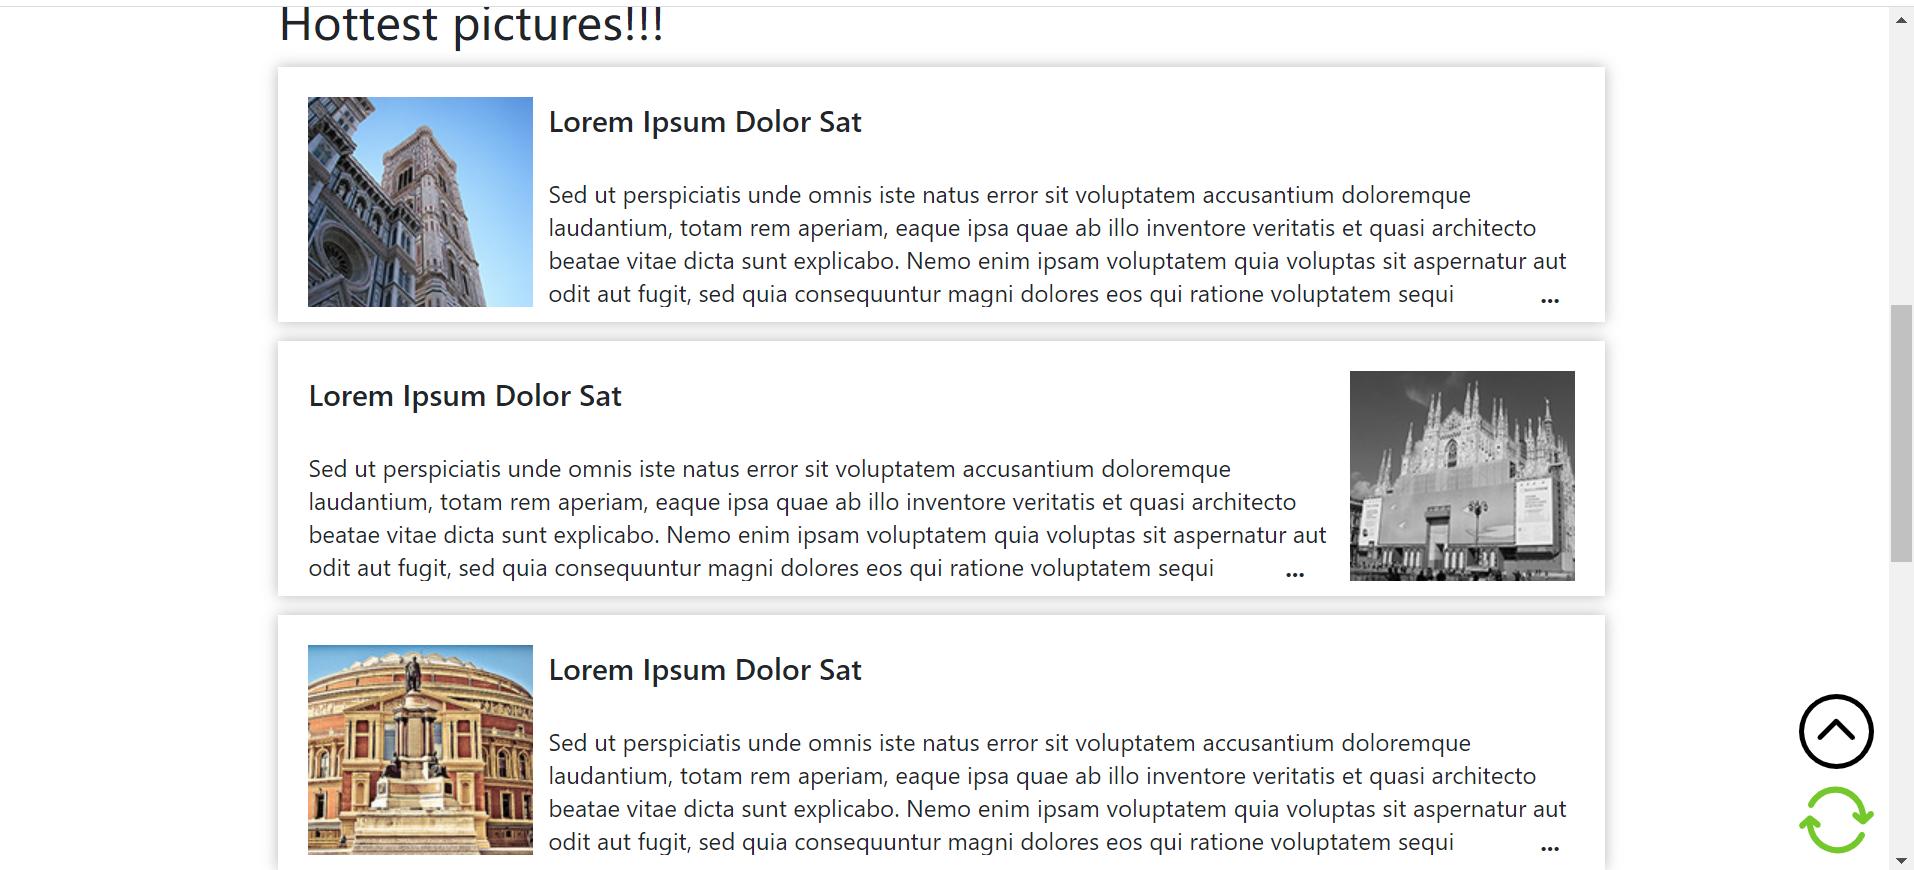 Hottest pictures!!!
Lorem Ipsum Dolor Sat
Sed ut perspiciatis unde omnis iste natus error sit voluptatem accusantium doloremque
laudantium, totam rem aperiam, eaque ipsa quae ab illo inventore veritatis et quasi architecto
beatae vitae dicta sunt explicabo. Nemo enim ipsam voluptatem quia voluptas sit aspernatur aut
odit aut fugit, sed quia consequuntur magni dolores eos qui ratione voluptatem sequi ...
Lorem Ipsum Dolor Sat
Sed ut perspiciatis unde omnis iste natus error sit voluptatem accusantium doloremque
laudantium, totam rem aperiam, eaque ipsa quae ab illo inventore veritatis et quasi architecto
beatae vitae dicta sunt explicabo. Nemo enim ipsam voluptatem quia voluptas sit aspernatur aut
odit aut fugit, sed quia consequuntur magni dolores eos qui ratione voluptatem sequi ...
Lorem Ipsum Dolor Sat
Sed ut perspiciatis unde omnis iste natus error sit voluptatem accusantium doloremque
laudantium, totam rem aperiam, eaque ipsa quae ab illo inventore veritatis et quasi architecto
beatae vitae dicta sunt explicabo. Nemo enim ipsam voluptatem quia voluptas sit aspernatur aut
odit aut fugit, sed quia consequuntur magni dolores eos qui ratione voluptatem sequi ...